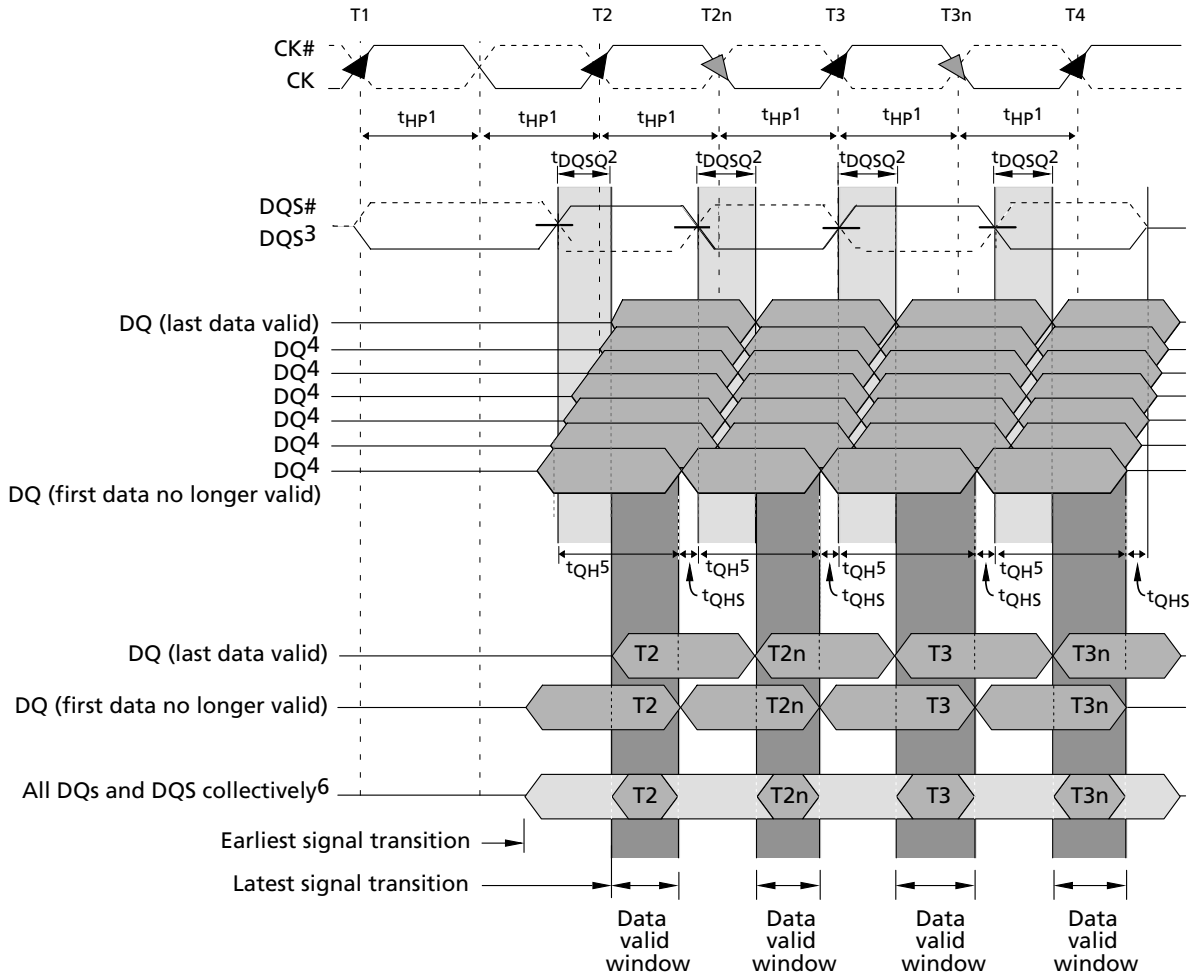 T1 T2 T2n T3 T3n T4
CK#
CK
tHP1 tHP1 tHP1 tHP1 tHP1 tHP1
tDQSQ2 tDQSQ2 tDQSQ2 tDQSQ2
DQS#
DQS3
DQ (last data valid)
DQ4
DQ4
DQ4
DQ4
DQ4
DQ4
DQ (first data no longer valid)
tQH5 tQH5 tQH5 tQH5
tQHS tQHS tQHS tQHS
DQ (last data valid) T2 T2n T3 T3n
DQ (first data no longer valid) T2 T2n T3 T3n
All DQs and DQS collectively6 T2 T2n T3 T3n
Earliest signal transition
Latest signal transition
Data Data Data Data
valid valid valid valid
window window window window